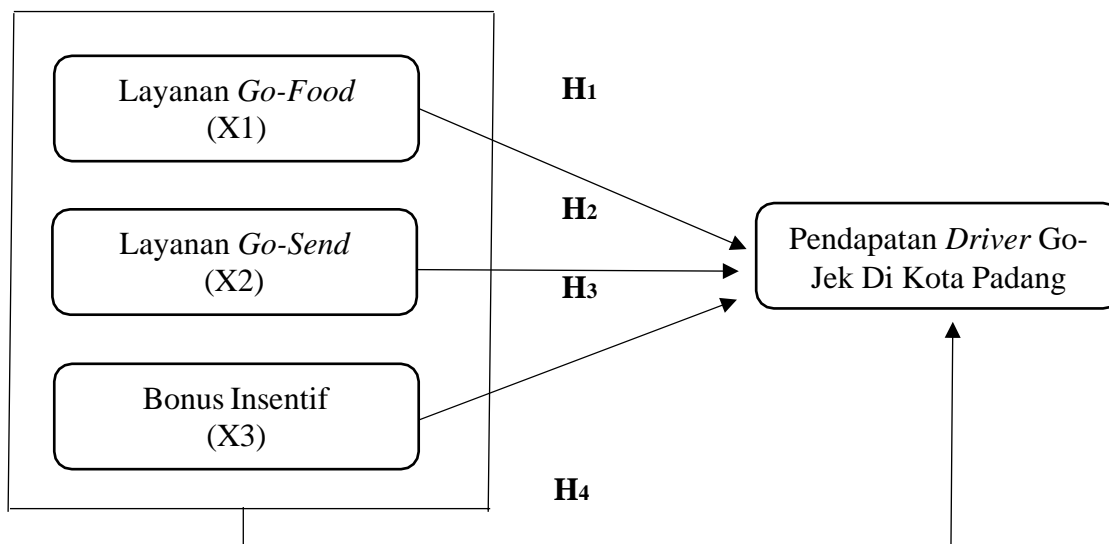 Layanan Go-Food
(X1)
Layanan Go-Send
(X2)
Bonus Insentif
(X3)
H1
H2
H3
H4
Pendapatan Driver Go-
Jek Di Kota Padang